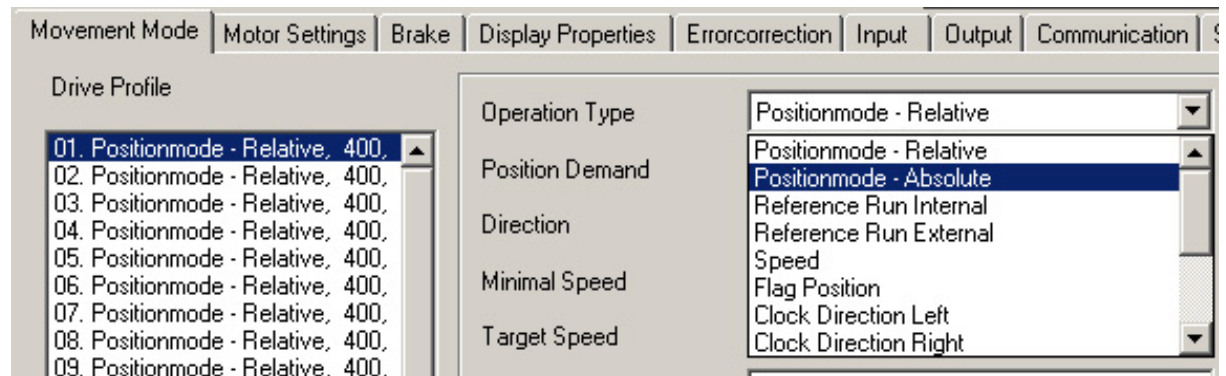 Movement Mode Motor Settings Brake Display Properties Errorcorrection Input Output Communication
Drive Profile
01. Positionmode - Relative, 400,
02. Positionmode - Relative, 400,
03. Positionmode - Relative, 400,
04. Positionmode - Relative, 400,
05. Positionmode - Relative, 400,
06. Positionmode - Relative, 400,
07. Positionmode - Relative, 400,
08. Positionmode - Relative, 400,
09. Positionmode - Relative, 400,
Operation Type
Positionmode - Relative
Positionmode - Relative
Positionmode - Absolute
Reference Run Internal
Reference Run External
Speed
Flag Position
Clock Direction Left
Clock Direction Right
Position Demand
Direction
Minimal Speed
Target Speed